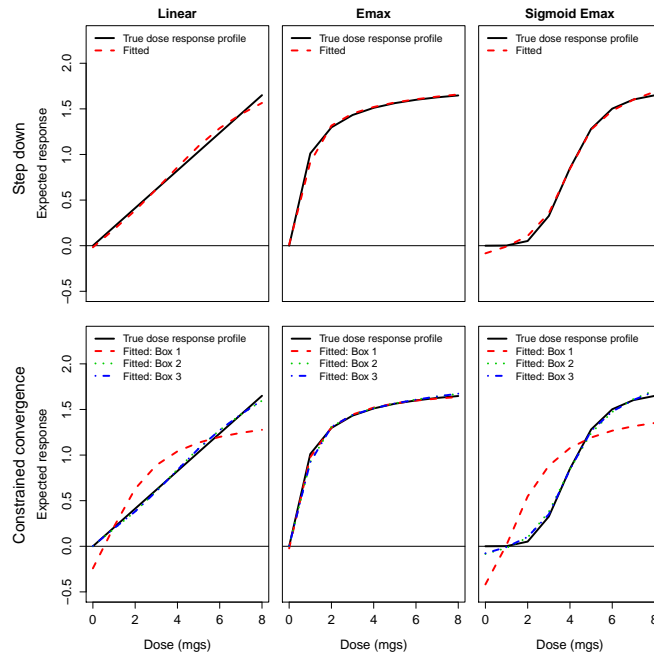 Linear
Emax
Sigmoid Emax
Step down
Expected response
2.0
1.5
1.0
0.5
0.0
−0.5
True dose response profile
Fitted
True dose response profile
Fitted
True dose response profile
Fitted
Constrained convergence
Expected response
2.0
1.5
1.0
0.5
0.0
−0.5
True dose response profile
Fitted: Box 1
Fitted: Box 2
Fitted: Box 3
True dose response profile
Fitted: Box 1
Fitted: Box 2
Fitted: Box 3
True dose response profile
Fitted: Box 1
Fitted: Box 2
Fitted: Box 3
0 2 4 6 8
0 2 4 6 8
0 2 4 6 8
Dose (mgs)
Dose (mgs)
Dose (mgs)